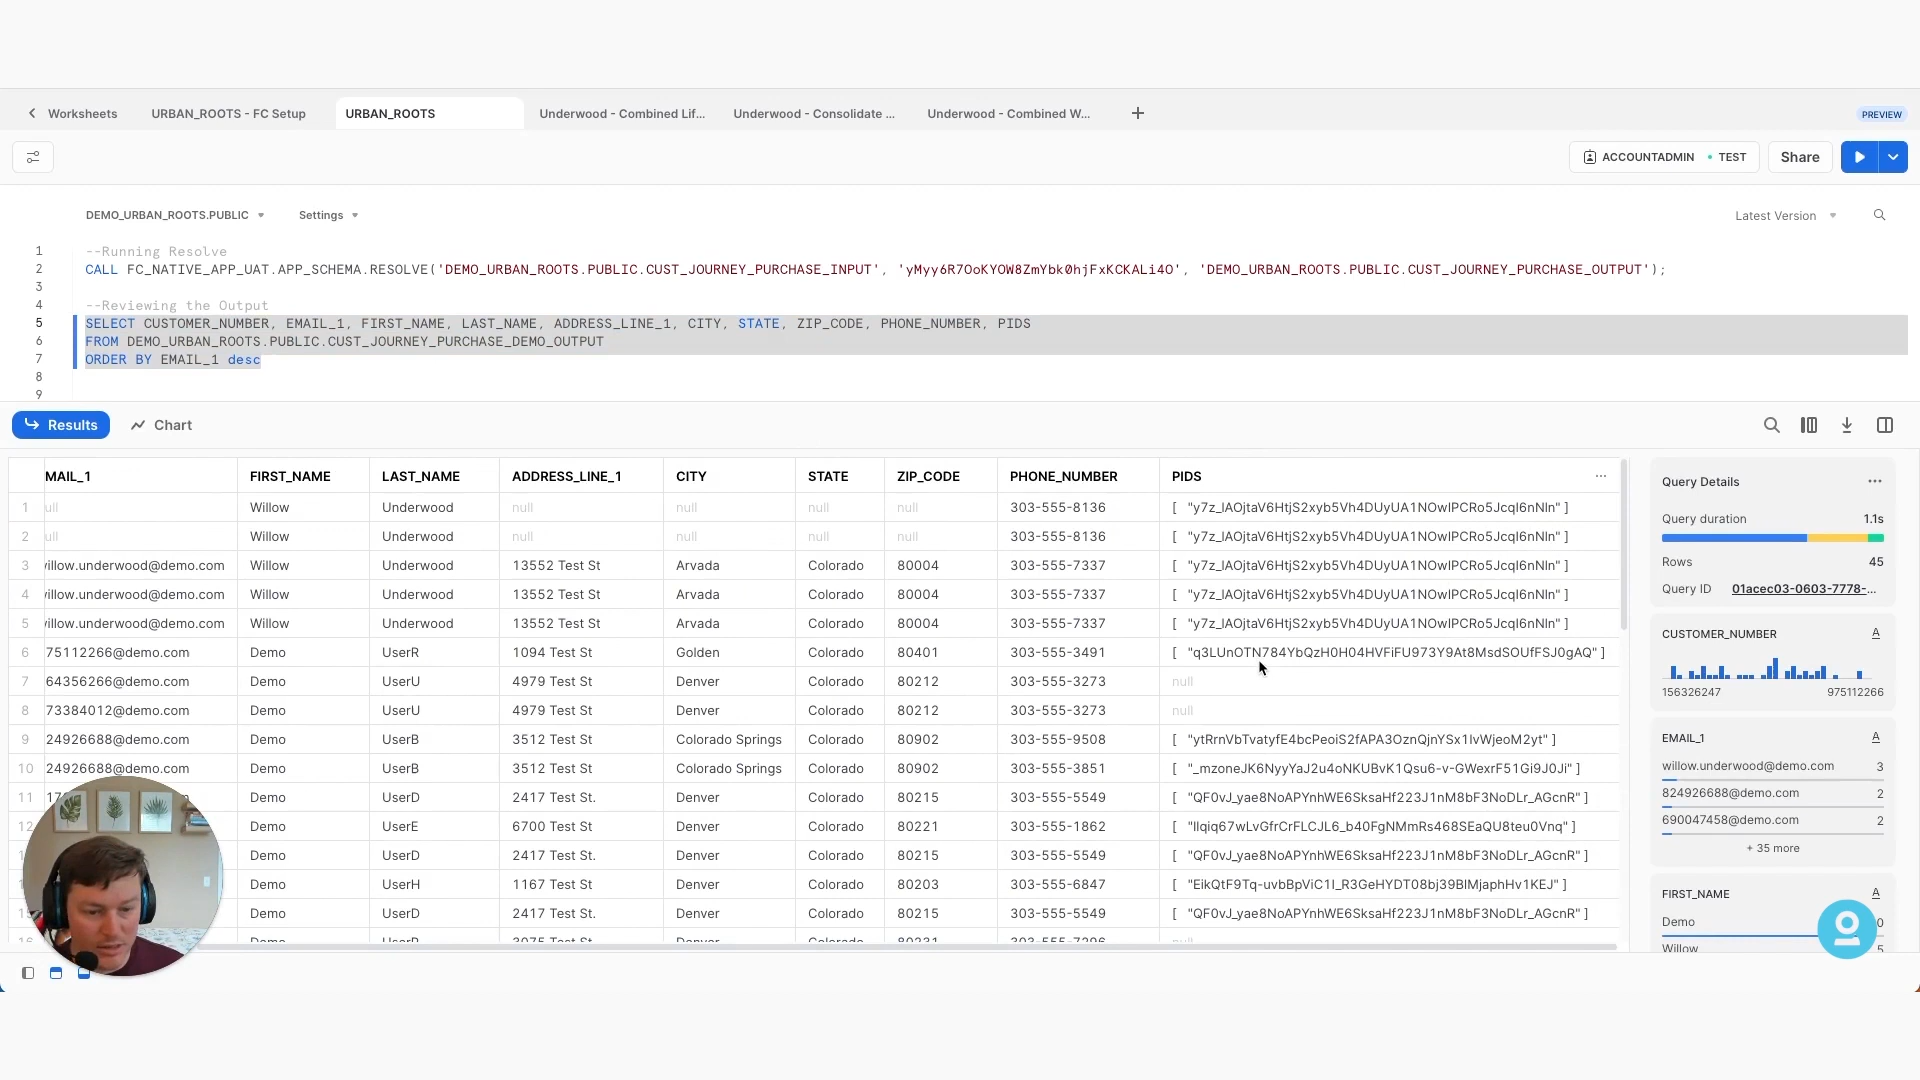 Worksheets URBAN_ROOTS - FC Setup URBAN_ROOTS Underwood - Combined Lif... Underwood - Consolidate ... Underwood - Combined W... + PREVIEW
ACCOUNTADMIN • TEST Share
DEMO_URBAN_ROOTS.PUBLIC Settings Latest Version
1 --Running Resolve
2 CALL FC_NATIVE_APP_UAT.APP_SCHEMA.RESOLVE('DEMO_URBAN_ROOTS.PUBLIC.CUST_JOURNEY_PURCHASE_INPUT', 'yMyy6R7OoKYOW8ZmYbk0hjFxKCKALi4O', 'DEMO_URBAN_ROOTS.PUBLIC.CUST_JOURNEY_PURCHASE_OUTPUT');
3
4 --Reviewing the Output
5 SELECT CUSTOMER_NUMBER, EMAIL_1, FIRST_NAME, LAST_NAME, ADDRESS_LINE_1, CITY, STATE, ZIP_CODE, PHONE_NUMBER, PIDS
6 FROM DEMO_URBAN_ROOTS.PUBLIC.CUST_JOURNEY_PURCHASE_DEMO_OUTPUT
7 ORDER BY EMAIL_1 desc
8
9
Results Chart
MAIL_1 FIRST_NAME LAST_NAME ADDRESS_LINE_1 CITY STATE ZIP_CODE PHONE_NUMBER PIDS ...
1 ull Willow Underwood null null null null 303-555-8136 [ "y7z_lAOjtaV6HtjS2xyb5Vh4DUyUA1NOwlPCRo5JcqI6nNln" ]
2 ull Willow Underwood null null null null 303-555-8136 [ "y7z_lAOjtaV6HtjS2xyb5Vh4DUyUA1NOwlPCRo5JcqI6nNln" ]
3 willow.underwood@demo.com Willow Underwood 13552 Test St Arvada Colorado 80004 303-555-7337 [ "y7z_lAOjtaV6HtjS2xyb5Vh4DUyUA1NOwlPCRo5JcqI6nNln" ]
4 willow.underwood@demo.com Willow Underwood 13552 Test St Arvada Colorado 80004 303-555-7337 [ "y7z_lAOjtaV6HtjS2xyb5Vh4DUyUA1NOwlPCRo5JcqI6nNln" ]
5 willow.underwood@demo.com Willow Underwood 13552 Test St Arvada Colorado 80004 303-555-7337 [ "y7z_lAOjtaV6HtjS2xyb5Vh4DUyUA1NOwlPCRo5JcqI6nNln" ]
6 75112266@demo.com Demo UserR 1094 Test St Golden Colorado 80401 303-555-3491 [ "q3LUnOTN784YbQzH0H04HVFiFU973Y9At8MsdSOUfFSJ0gAQ" ]
7 64356266@demo.com Demo UserU 4979 Test St Denver Colorado 80212 303-555-3273 null
8 73384012@demo.com Demo UserU 4979 Test St Denver Colorado 80212 303-555-3273 null
9 24926688@demo.com Demo UserB 3512 Test St Colorado Springs Colorado 80902 303-555-9508 [ "ytRrnVbTvatyfE4bcPeoiS2fAPA3OznQjnYSx1IvWjeoM2yt" ]
10 24926688@demo.com Demo UserB 3512 Test St Colorado Springs Colorado 80902 303-555-3851 [ "_mzoneJK6NyyYaJ2u4oNKUBvK1Qsu6-v-GWexrF51Gi9J0Ji" ]
11 Demo UserD 2417 Test St. Denver Colorado 80215 303-555-5549 [ "QF0vJ_yae8NoAPYnhWE6SksaHf223J1nM8bF3NoDLr_AGcnR" ]
12 Demo UserE 6700 Test St Denver Colorado 80221 303-555-1862 [ "Ilqiq67wLvGfrCrFLCJL6_b40FgNMmRs468SEaQU8teu0Vnq" ]
Demo UserD 2417 Test St. Denver Colorado 80215 303-555-5549 [ "QF0vJ_yae8NoAPYnhWE6SksaHf223J1nM8bF3NoDLr_AGcnR" ]
Demo UserH 1167 Test St Denver Colorado 80203 303-555-6847 [ "EikQtF9Tq-uvbBpViC1I_R3GeHYDT08bj39BlMjaphHv1KEJ" ]
Demo UserD 2417 Test St. Denver Colorado 80215 303-555-5549 [ "QF0vJ_yae8NoAPYnhWE6SksaHf223J1nM8bF3NoDLr_AGcnR" ]
Query Details ...
Query duration 1.1s
Rows 45
Query ID 01acec03-0603-7778-...
CUSTOMER_NUMBER A
156326247 975112266
EMAIL_1 A
willow.underwood@demo.com 3
824926688@demo.com 2
690047458@demo.com 2
+ 35 more
FIRST_NAME A
Demo 0
Willow 5